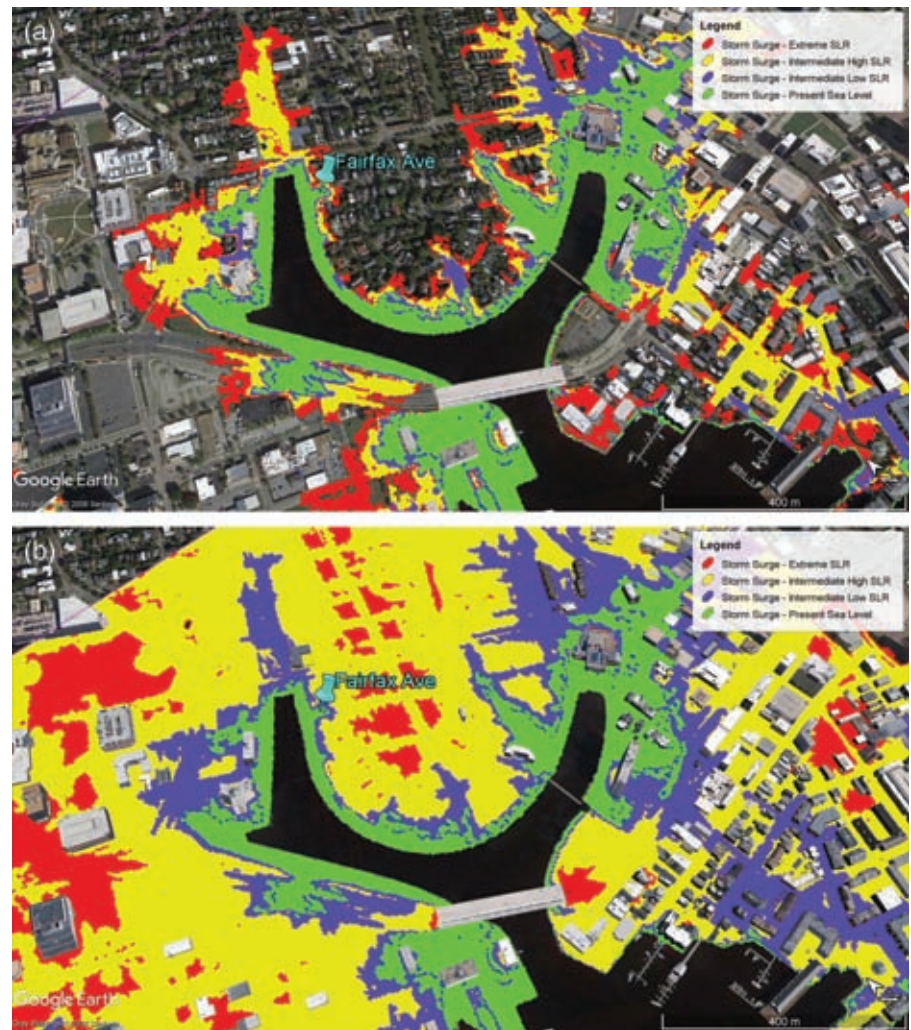 (a)
Legend
Storm Surge - Extreme SLR
Storm Surge - Intermediate High SLR
Storm Surge - Intermediate Low SLR
Storm Surge - Present Sea Level
Fairfax Ave
Google Earth
400 m
(b)
Legend
Storm Surge - Extreme SLR
Storm Surge - Intermediate High SLR
Storm Surge - Intermediate Low SLR
Storm Surge - Present Sea Level
Fairfax Ave
Google Earth
400 m